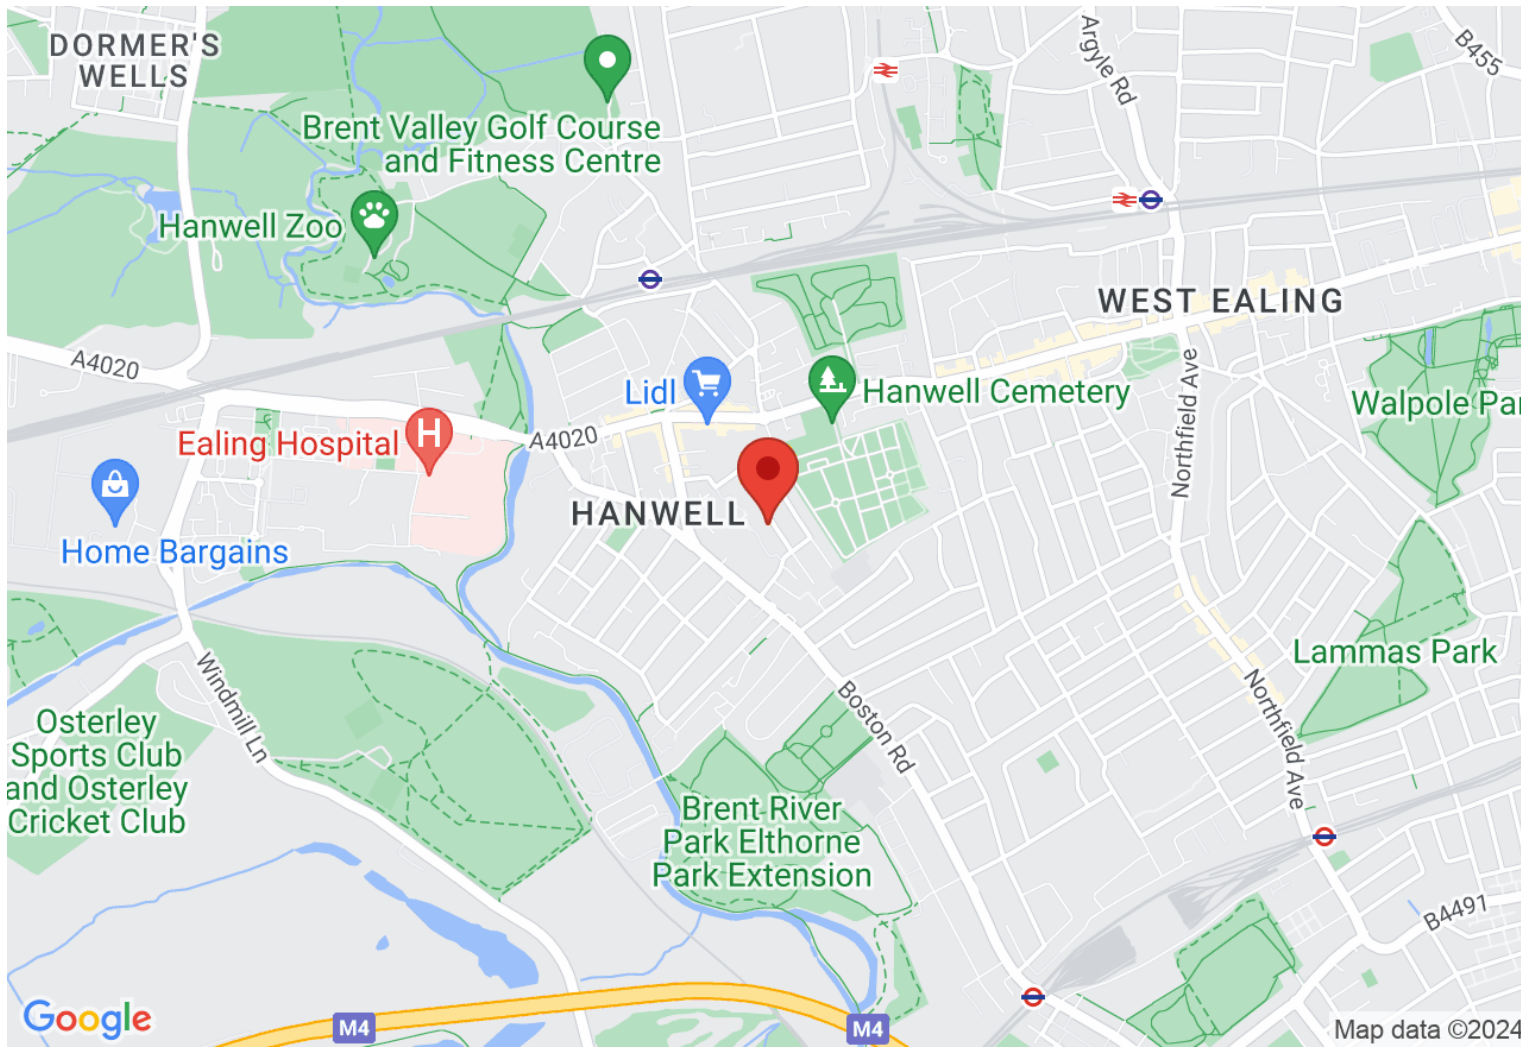 DORMER'S
WELLS
Brent Valley Golf Course
and Fitness Centre
Argyle Rd
B455
Hanwell Zoo
WEST EALING
A4020
Lidl
Hanwell Cemetery
Northfield Ave
Walpole Par
Ealing Hospital
H
A4020
HANWELL
Home Bargains
Lammas Park
Windmill Ln
Osterley
Sports Club
and Osterley
Cricket Club
Boston Rd
Northfield Ave
Brent River
Park Elthorne
Park Extension
B4491
Google
M4
M4
Map data ©2024